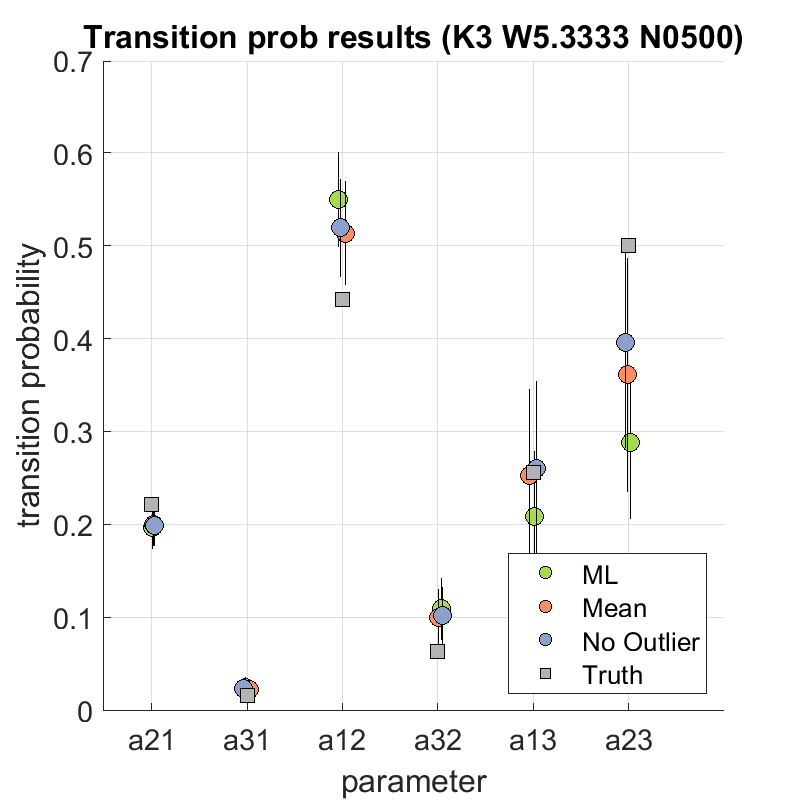 Transition prob results (K3 W5.3333 N0500)
0.7
0.6
0.5
0.4
0.3
0.2
0.1
0
transition probability
ML
Mean
No Outlier
Truth
a21 a31 a12 a32 a13 a23
parameter